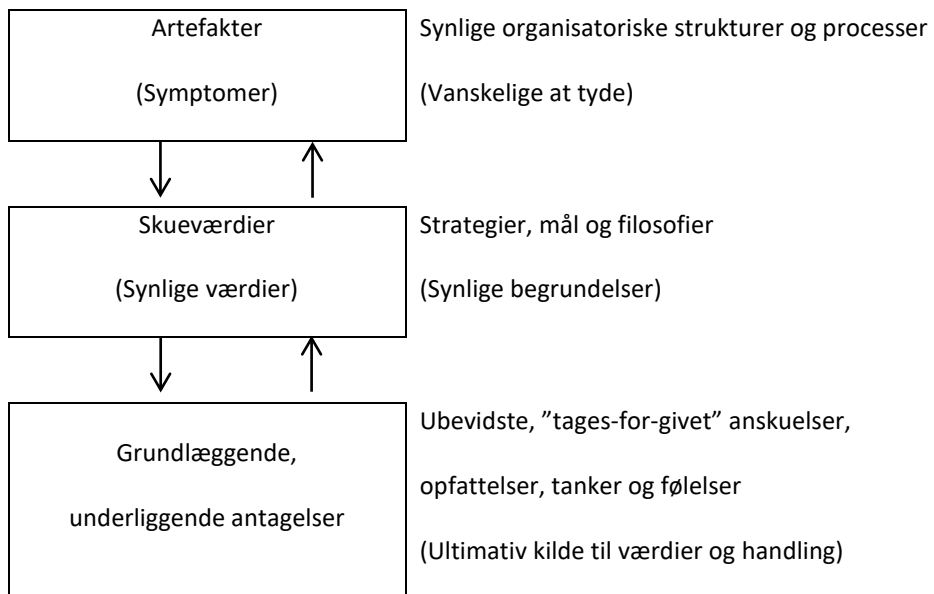 Artefakter
(Symptomer)
Synlige organisatoriske strukturer og processer
(Vanskelige at tyde)
Skueværdier
(Synlige værdier)
Strategier, mål og filosofier
(Synlige begrundelser)
Grundlæggende,
underliggende antagelser
Ubevidste, ”tages-for-givet” anskuelser,
opfattelser, tanker og følelser
(Ultimativ kilde til værdier og handling)